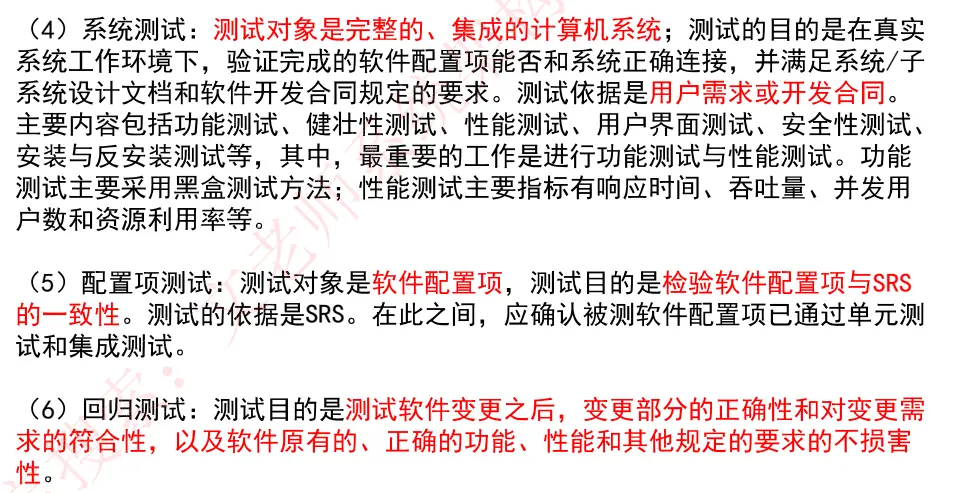 （4）系统测试：测试对象是完整的、集成的计算机系统；测试的目的是在真实
系统工作环境下，验证完成的软件配置项能否和系统正确连接，并满足系统/子
系统设计文档和软件开发合同规定的要求。测试依据是用户需求或开发合同。
主要内容包括功能测试、健壮性测试、性能测试、用户界面测试、安全性测试、
安装与反安装测试等，其中，最重要的工作是进行功能测试与性能测试。功能
测试主要采用黑盒测试方法；性能测试主要指标有响应时间、吞吐量、并发用
户数和资源利用率等。
（5）配置项测试：测试对象是软件配置项，测试目的是检验软件配置项与SRS
的一致性。测试的依据是SRS。在此之间，应确认被测软件配置项已通过单元测
试和集成测试。
（6）回归测试：测试目的是测试软件变更之后，变更部分的正确性和对变更需
求的符合性，以及软件原有的、正确的功能、性能和其他规定的要求的不损害
性。